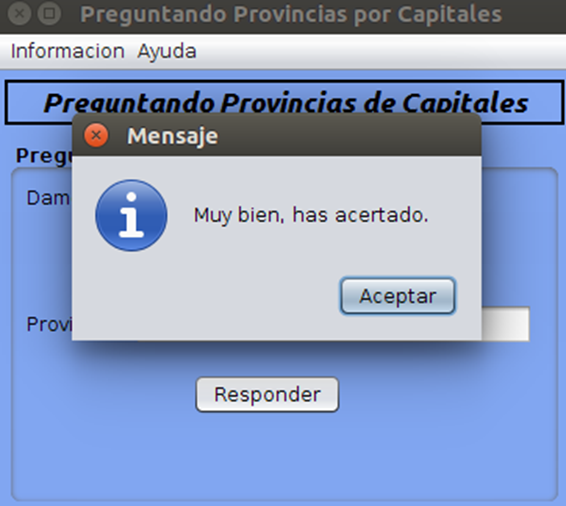 Preguntando Provincias por Capitales
Informacion Ayuda
Preguntando Provincias de Capitales
Mensaje
Muy bien, has acertado.
Aceptar
Responder